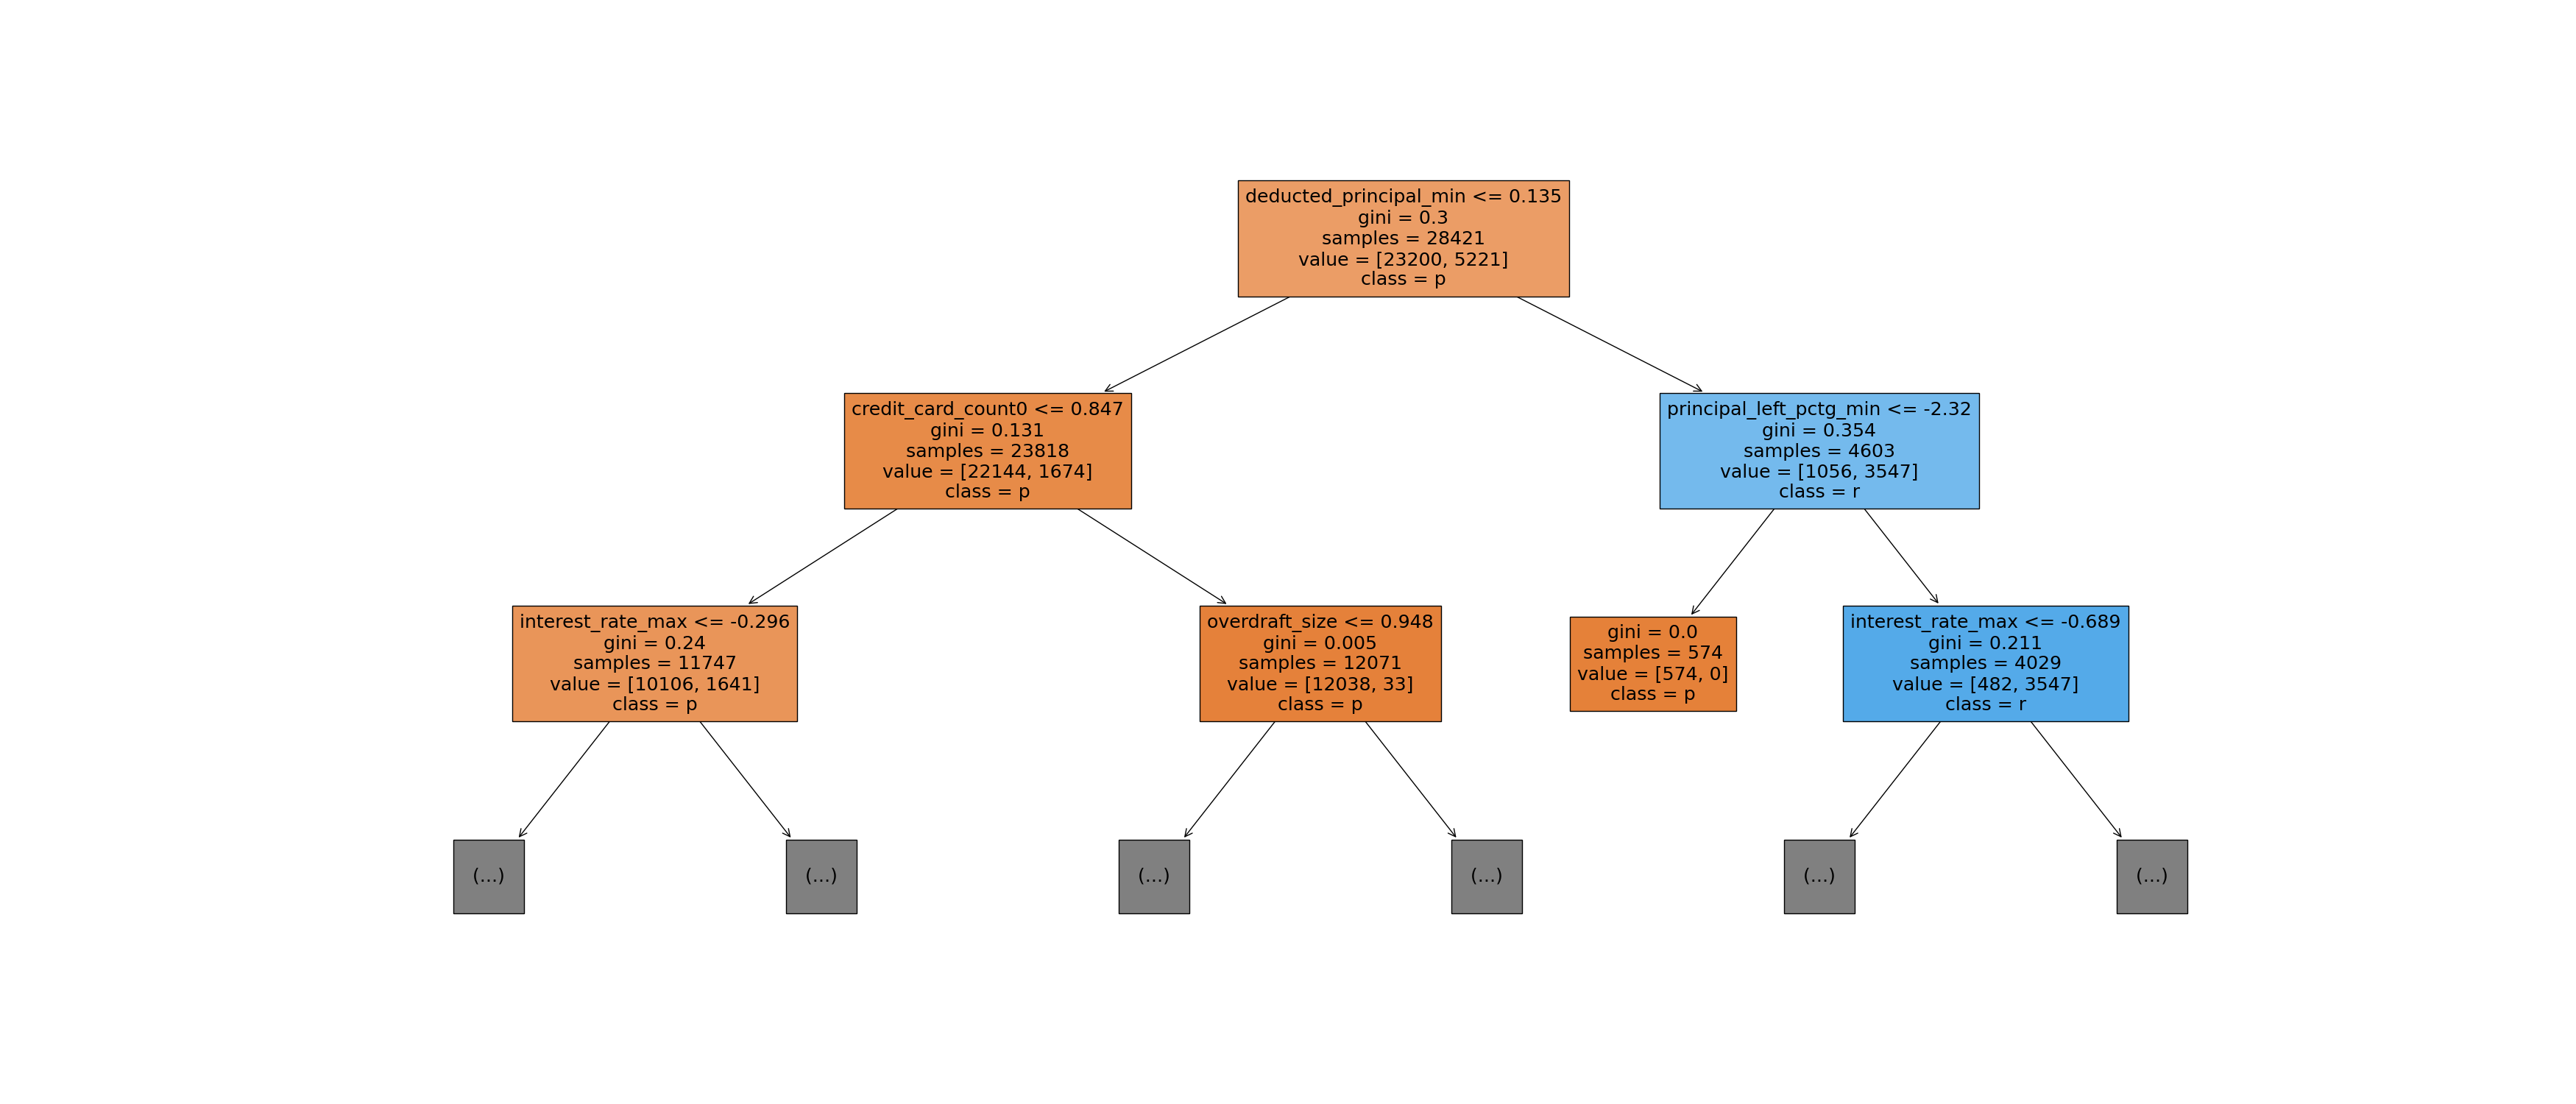 deducted_principal_min <= 0.135
gini = 0.3
samples = 28421
value = [23200, 5221]
class = p
credit_card_count0 <= 0.847
gini = 0.131
samples = 23818
value = [22144, 1674]
class = p
principal_left_pctg_min <= -2.32
gini = 0.354
samples = 4603
value = [1056, 3547]
class = r
interest_rate_max <= -0.296
gini = 0.24
samples = 11747
value = [10106, 1641]
class = p
overdraft_size <= 0.948
gini = 0.005
samples = 12071
value = [12038, 33]
class = p
gini = 0.0
samples = 574
value = [574, 0]
class = p
interest_rate_max <= -0.689
gini = 0.211
samples = 4029
value = [482, 3547]
class = r
(...)
(...)
(...)
(...)
(...)
(...)